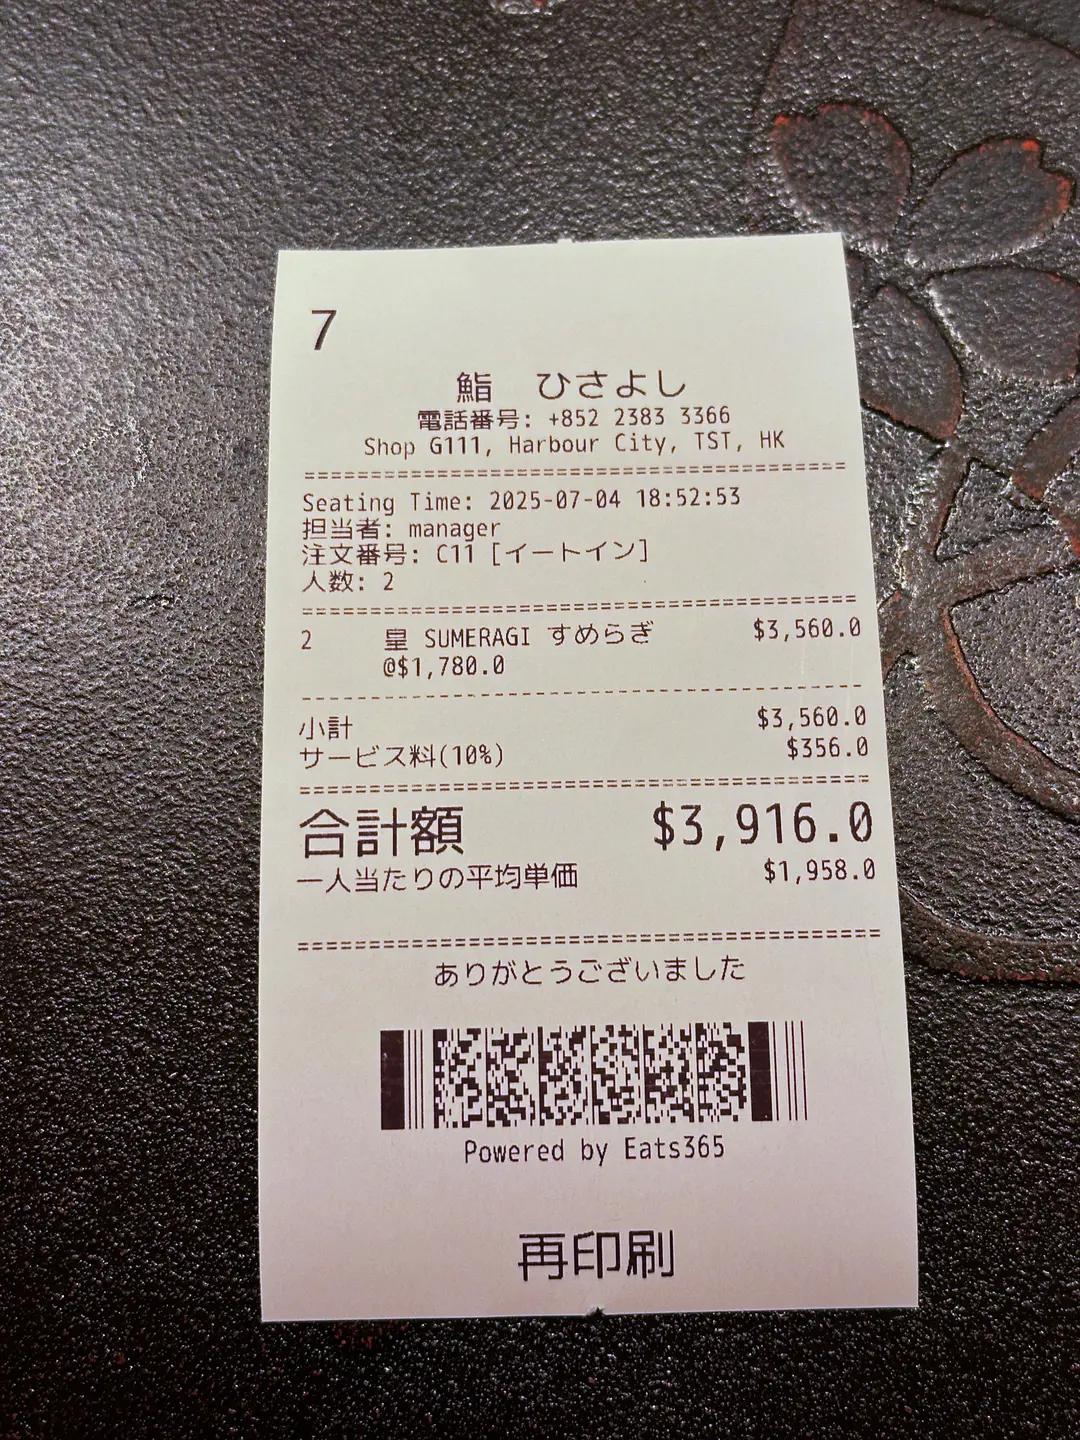 7
鮨　ひさよし
電話番号: +852 2383 3366
Shop G111, Harbour City, TST, HK
Seating Time: 2025-07-04 18:52:53
担当者: manager
注文番号: C11 [イートイン]
人数: 2
2 皇 SUMERAGI すめらぎ $3,560.0
@$1,780.0
小計 $3,560.0
サービス料(10%) $356.0
合計額 $3,916.0
一人当たりの平均単価 $1,958.0
ありがとうございました
Powered by Eats365
再印刷